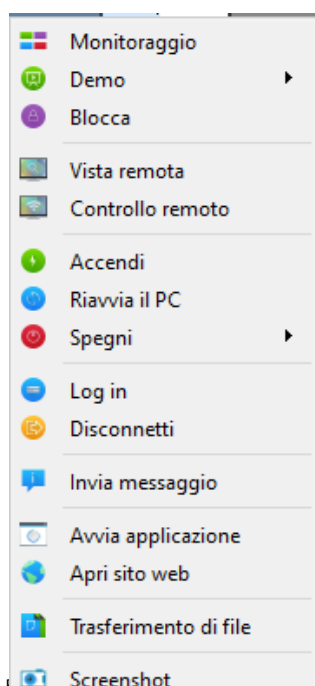 Monitoraggio
Demo
Blocca
Vista remota
Controllo remoto
Accendi
Riavvia il PC
Spegni
Log in
Disconnetti
Invia messaggio
Avvia applicazione
Apri sito web
Trasferimento di file
Screenshot